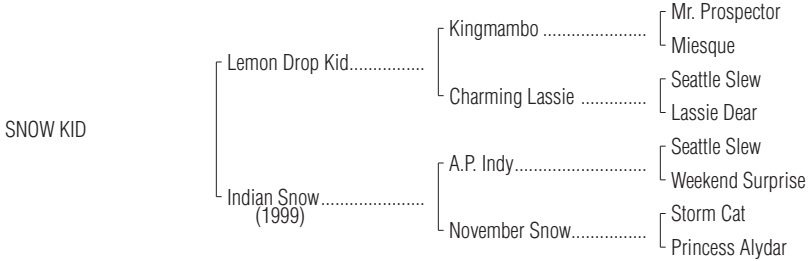 Mr. Prospector
Kingmambo ......................
Miesque
Lemon Drop Kid................
Seattle Slew
Charming Lassie ..............
Lassie Dear
SNOW KID
Seattle Slew
A.P. Indy............................
Weekend Surprise
Indian Snow......................
(1999)
Storm Cat
November Snow................
Princess Alydar